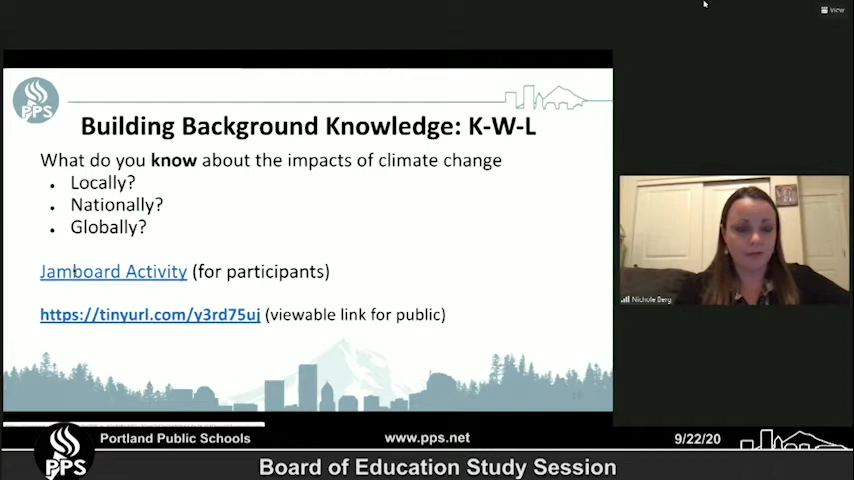 View
PPS
Building Background Knowledge: K-W-L
What do you know about the impacts of climate change
• Locally?
• Nationally?
• Globally?
Jamboard Activity (for participants)
https://tinyurl.com/y3rd75uj (viewable link for public)
Nichole Berg
PPS
Portland Public Schools
www.pps.net
9/22/20
Board of Education Study Session